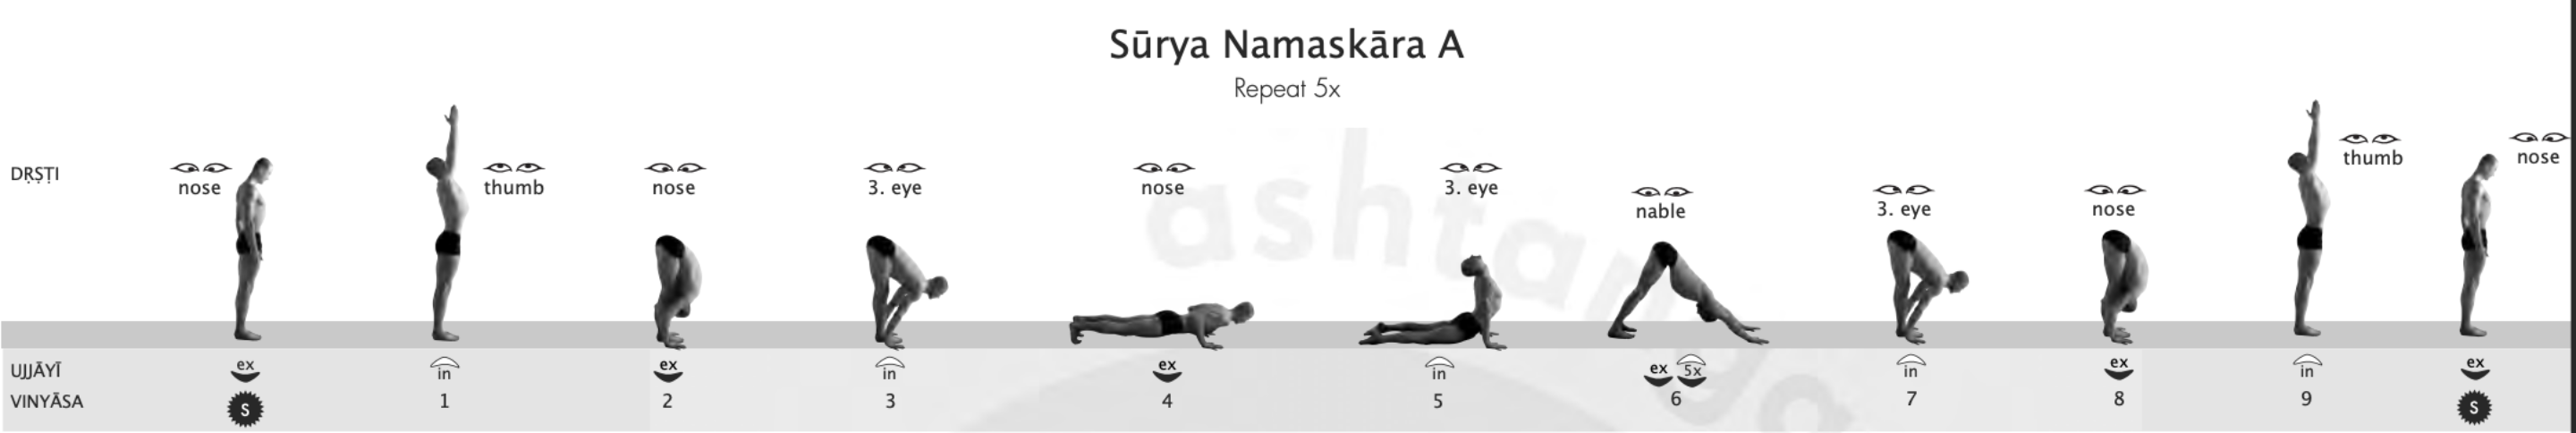 Sūrya Namaskāra A
Repeat 5x
DṚṢṬI nose thumb nose 3. eye nose 3. eye nable 3. eye nose thumb nose
ashtanga
UJJĀYĪ ex in ex in ex in ex 5x in ex in ex
VINYĀSA S 1 2 3 4 5 6 7 8 9 S